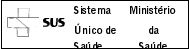 SUS
Sistema Único de Saúde
Ministério da Saúde